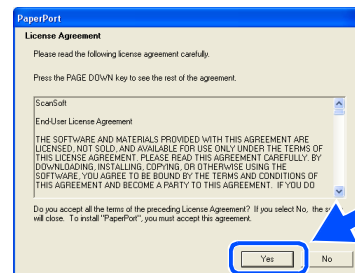 PaperPort
License Agreement
Please read the following license agreement carefully.
Press the PAGE DOWN key to see the rest of the agreement.
ScanSoft
End-User License Agreement
THE SOFTWARE AND MATERIALS PROVIDED WITH THIS AGREEMENT ARE
LICENSED, NOT SOLD, AND AVAILABLE FOR USE ONLY UNDER THE TERMS OF
THIS LICENSE AGREEMENT. PLEASE READ THIS AGREEMENT CAREFULLY. BY
DOWNLOADING, INSTALLING, COPYING, OR OTHERWISE USING THE
SOFTWARE, YOU AGREE TO BE BOUND BY THE TERMS AND CONDITIONS OF
THIS AGREEMENT AND BECOME A PARTY TO THIS AGREEMENT. IF YOU DO
Do you accept all the terms of the preceding License Agreement? If you select No, the
will close. To install "PaperPort", you must accept this agreement.
Yes
No